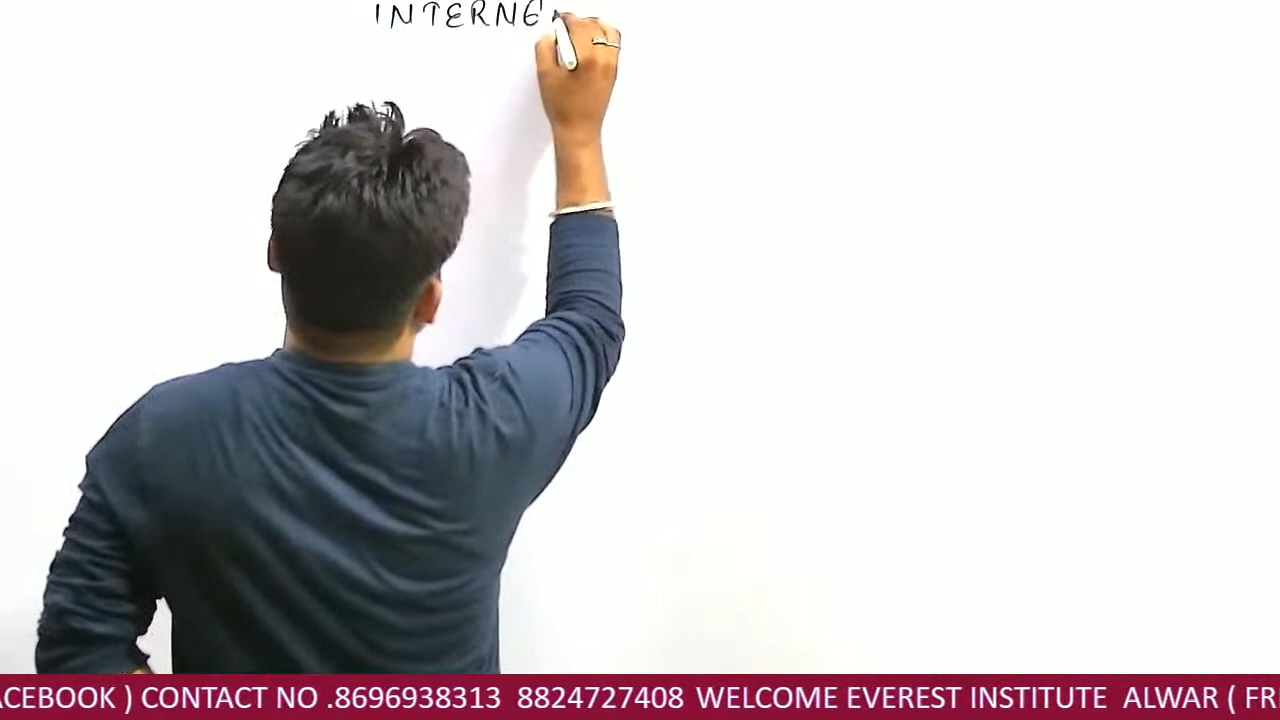 INTERNE
ACEBOOK ) CONTACT NO .8696938313 8824727408 WELCOME EVEREST INSTITUTE ALWAR ( FR